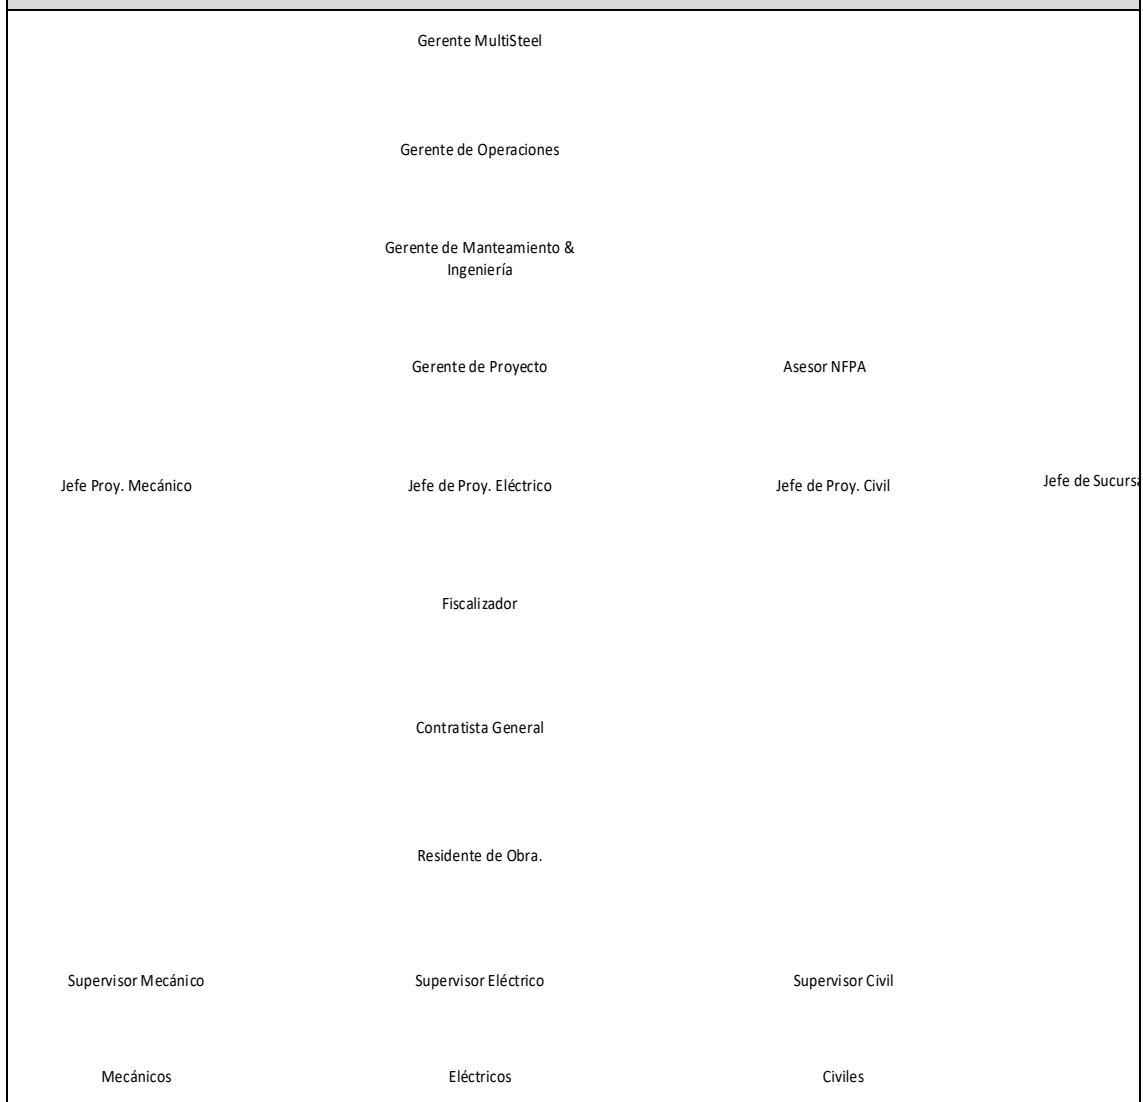 Gerente MultiSteel
Gerente de Operaciones
Gerente de Manteamiento &
Ingeniería
Gerente de Proyecto
Asesor NFPA
Jefe Proy. Mecánico
Jefe de Proy. Eléctrico
Jefe de Proy. Civil
Jefe de
Fiscalizador
Contratista General
Residente de Obra.
Supervisor Mecánico
Supervisor Eléctrico
Supervisor Civil
Mecánicos
Eléctricos
Civiles